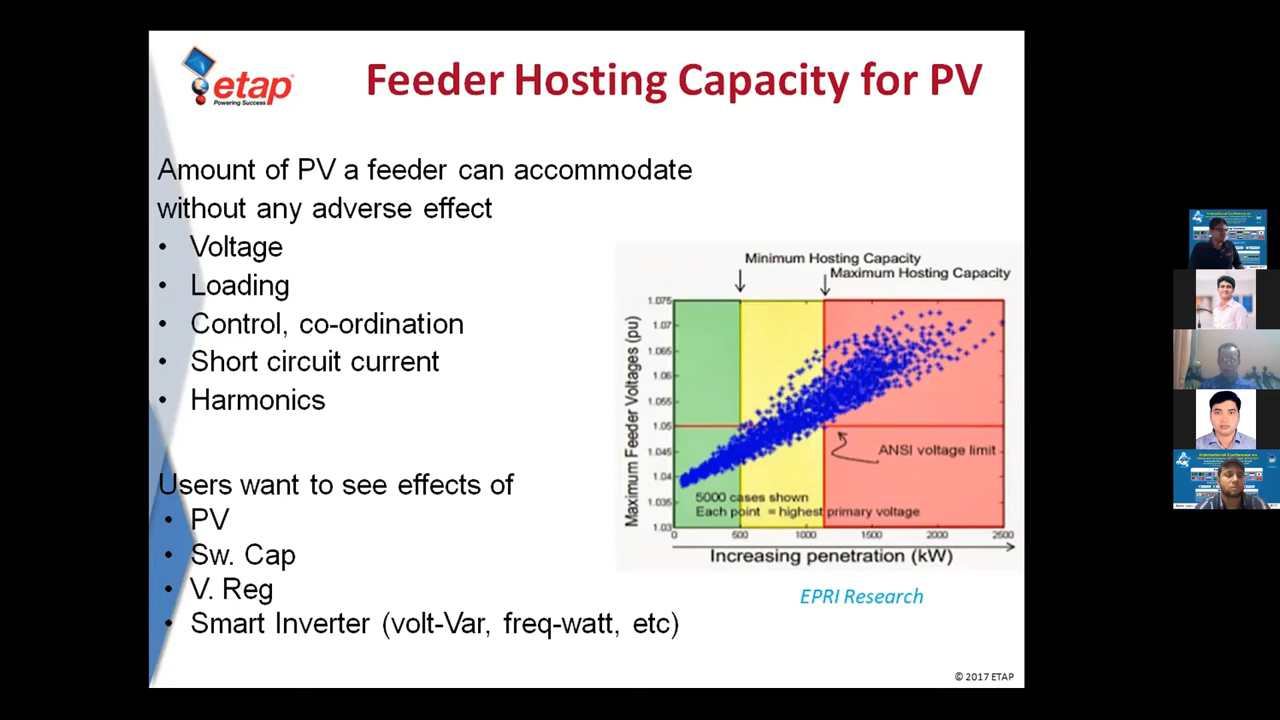 etap
Powering Success
Feeder Hosting Capacity for PV
Amount of PV a feeder can accommodate
without any adverse effect
• Voltage
• Loading
• Control, co-ordination
• Short circuit current
• Harmonics
Users want to see effects of
• PV
• Sw. Cap
• V. Reg
• Smart Inverter (volt-Var, freq-watt, etc)
Minimum Hosting Capacity
Maximum Hosting Capacity
Maximum Feeder Voltages (pu)
1.075
1.07
1.065
1.06
1.055
1.05
1.045
1.04
1.035
1.03
ANSI voltage limit
5000 cases shown
Each point = highest primary voltage
0
500
1000
1500
2000
2500
Increasing penetration (kW)
EPRI Research
© 2017 ETAP
International Conference on